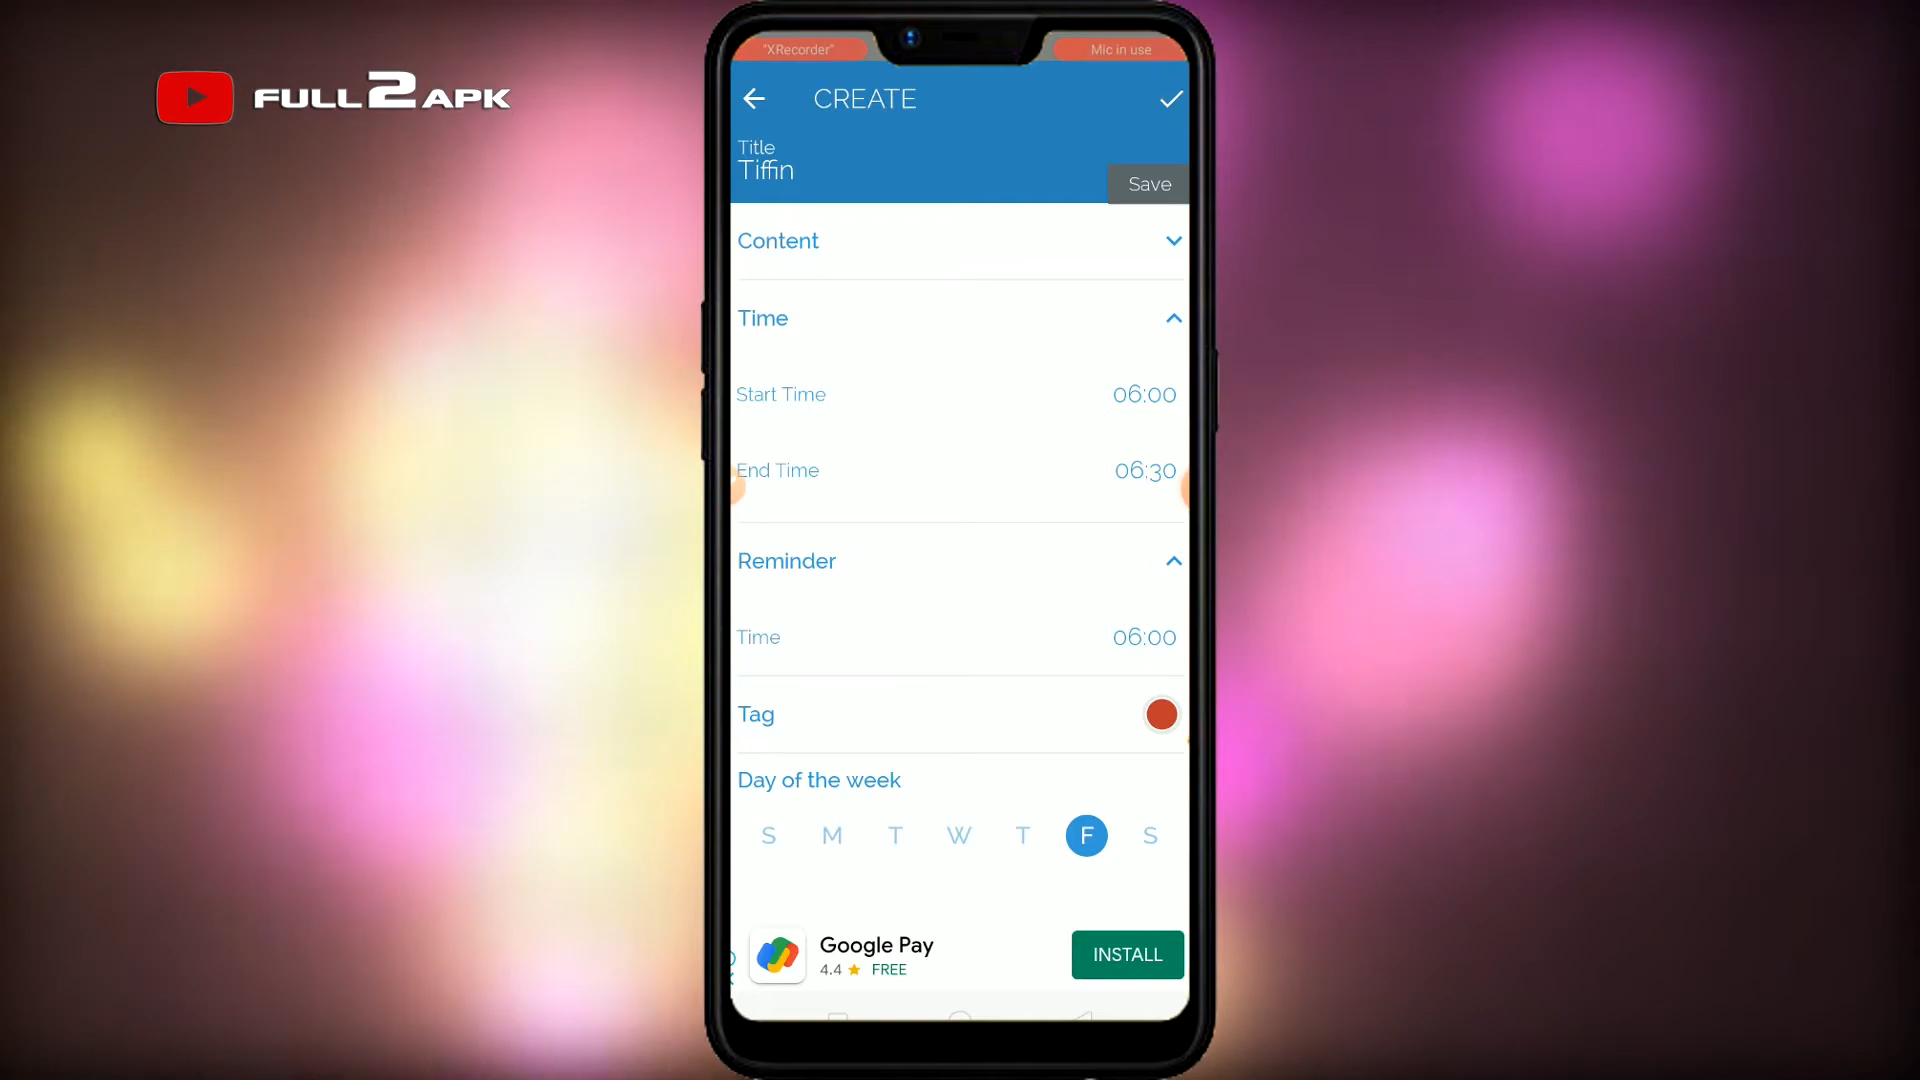 FULL2APK
"XRecorder"
Mic in use
CREATE
Title
Tiffin
Save
Content
Time
Start Time 06:00
End Time 06:30
Reminder
Time 06:00
Tag
Day of the week
S M T W T F S
Google Pay
4.4 ★ FREE
INSTALL